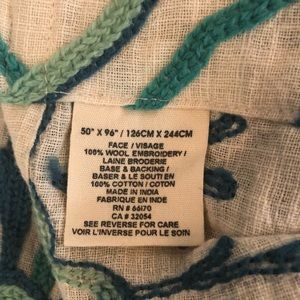 50" X 96" / 126CM X 244CM
FACE / VISAGE
100% WOOL EMBROIDERY /
LAINE BRODERIE
BASE & BACKING /
BASER & LE SOUTIEN
100% COTTON / COTON
MADE IN INDIA
FABRIQUE EN INDE
RN # 66170
CA # 32054
SEE REVERSE FOR CARE
VOIR L'INVERSE POUR LE SOIN